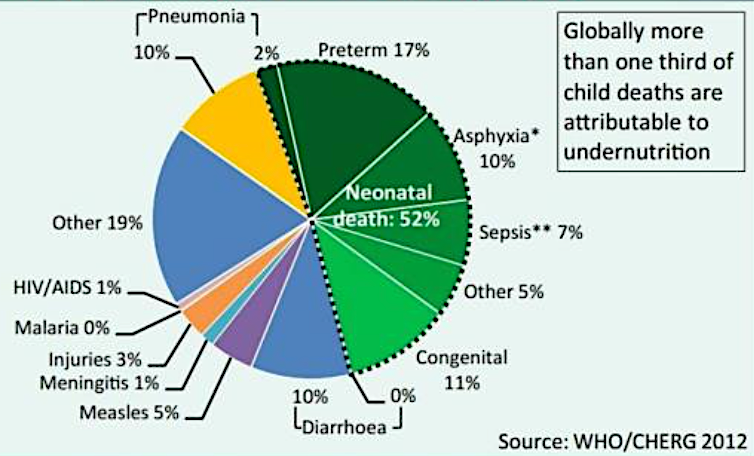 Pneumonia
10%
2%
Preterm 17%
Globally more
than one third of
child deaths are
attributable to
undernutrition
Asphyxia*
10%
Neonatal
death: 52%
Other 19%
Sepsis** 7%
HIV/AIDS 1%
Other 5%
Malaria 0%
Injuries 3%
Congenital
11%
Meningitis 1%
Measles 5%
10%
0%
Diarrhoea
Source: WHO/CHERG 2012